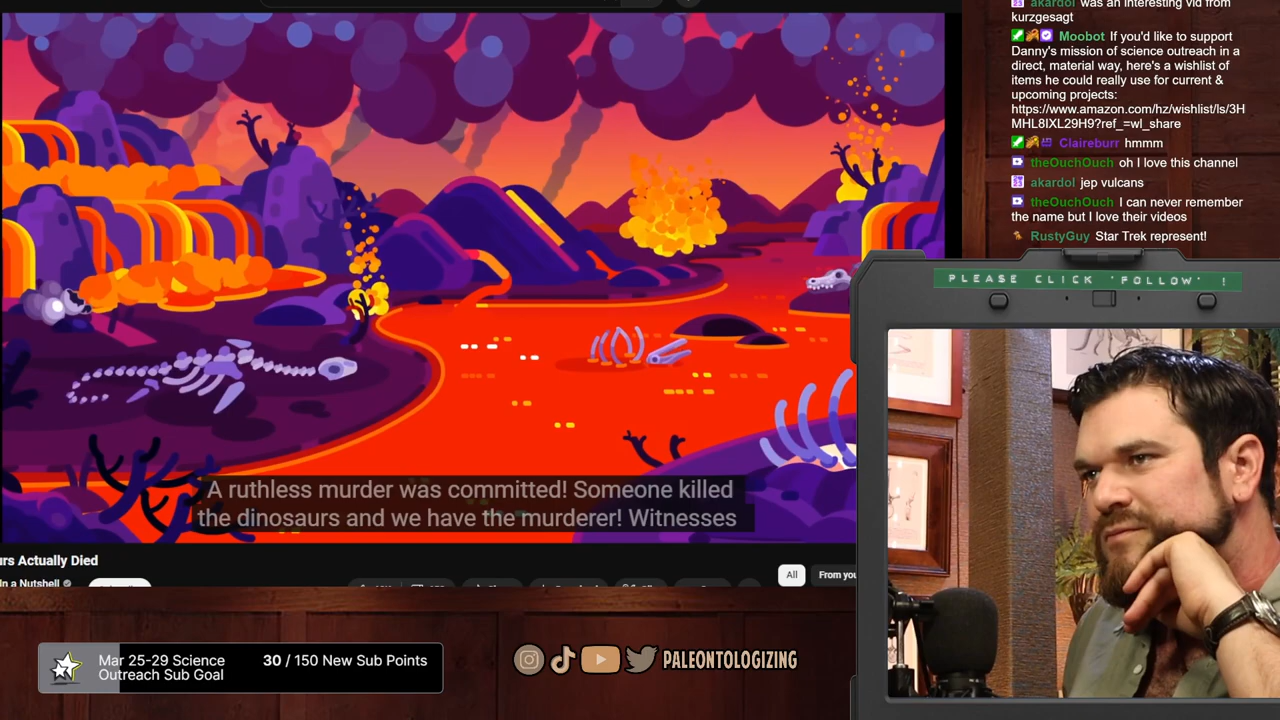 akardol was an interesting vid from
kurzgesagt
Moobot If you'd like to support
Danny's mission of science outreach in a
direct, material way, here's a wishlist of
items he could really use for current &
upcoming projects:
https://www.amazon.com/hz/wishlist/ls/3H
MHL8IXL29H9?ref_=wl_share
Claireburr hmmm
theOuchOuch oh I love this channel
akardol jep vulcans
theOuchOuch I can never remember
the name but I love their videos
RustyGuy Star Trek represent!
PLEASE CLICK "FOLLOW" !
A ruthless murder was committed! Someone killed
the dinosaurs and we have the murderer! Witnesses
urs Actually Died
In a Nutshell
All
From you
Mar 25-29 Science
Outreach Sub Goal
30 / 150 New Sub Points
PALEONTOLOGIZING